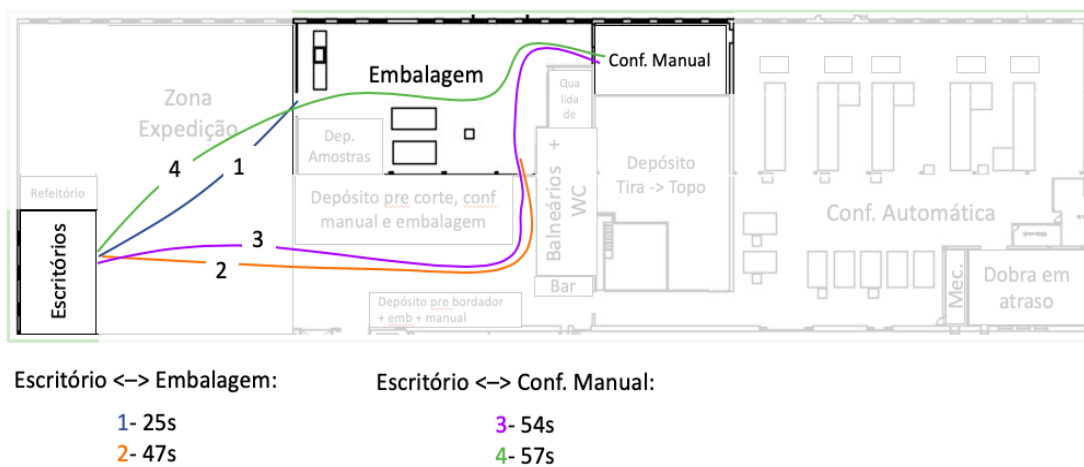 Conf. Manual
Embalagem
Qua
lida
de
Zona
Expedição
Dep.
Amostras
4
1
Balneários +
WC
Depósito
Tira -> Topo
Refeitório
Depósito pre corte, conf
manual e embalagem
Conf. Automática
Escritórios
3
2
Bar
Mec.
Dobra em
atraso
Depósito pre bordador
+ emb + manual
Escritório <–> Embalagem:
1- 25s
2- 47s
Escritório <–> Conf. Manual:
3- 54s
4- 57s